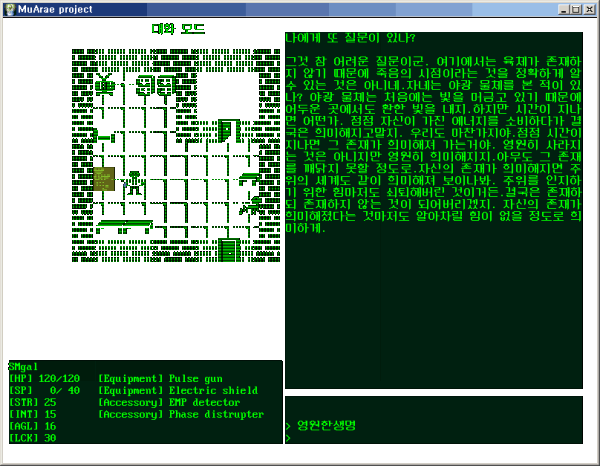 MuArae project
대화 모드
나에게 또 질문이 있나?
그것 참 어려운 질문이군. 여기에서는 육체가 존재하
지 않기 때문에 죽음의 시점이라는 것을 정확하게 알
수 있는 것은 아니네.자네는 야광 물체를 본 적이 있
나? 야광 물체는 처음에는 빛을 머금고 있기 때문에
어두운 곳에서도 환한 빛을 내지.하지만 시간이 지나
면 어떤가. 점점 자신이 가진 에너지를 소비하다가 결
국은 희미해지고말지. 우리도 마찬가지야.점점 시간이
지나면 그 존재가 희미해져 가는거야. 영원히 사라지
는 것은 아니지만 영원히 희미해지지.아무도 그 존재
를 깨닫지 못할 정도로.자신의 존재가 희미해지면 주
위의 세계도 같이 희미해져 보이나봐. 주위를 인지하
기 위한 힘마저도 쇠퇴해버린 것이거든.결국은 존재하
되 존재하지 않는 것이 되어버리겠지. 자신의 존재가
희미해졌다는 것마저도 알아차릴 힘이 없을 정도로 희
미하게.
SMgal
[HP] 120/120 [Equipment] Pulse gun
[SP] 0/ 40 [Equipment] Electric shield
[STR] 25 [Accessory] EMP detector
[INT] 15 [Accessory] Phase distrupter
[AGL] 16
[LCK] 30
> 영원한생명
>